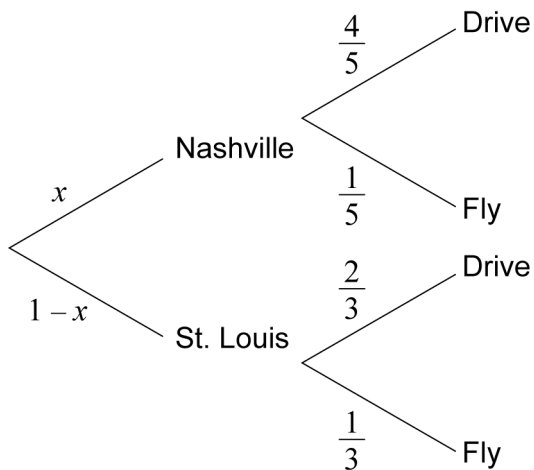 4/5 Drive
Nashville
x
1/5 Fly
2/3 Drive
1 – x
St. Louis
1/3 Fly